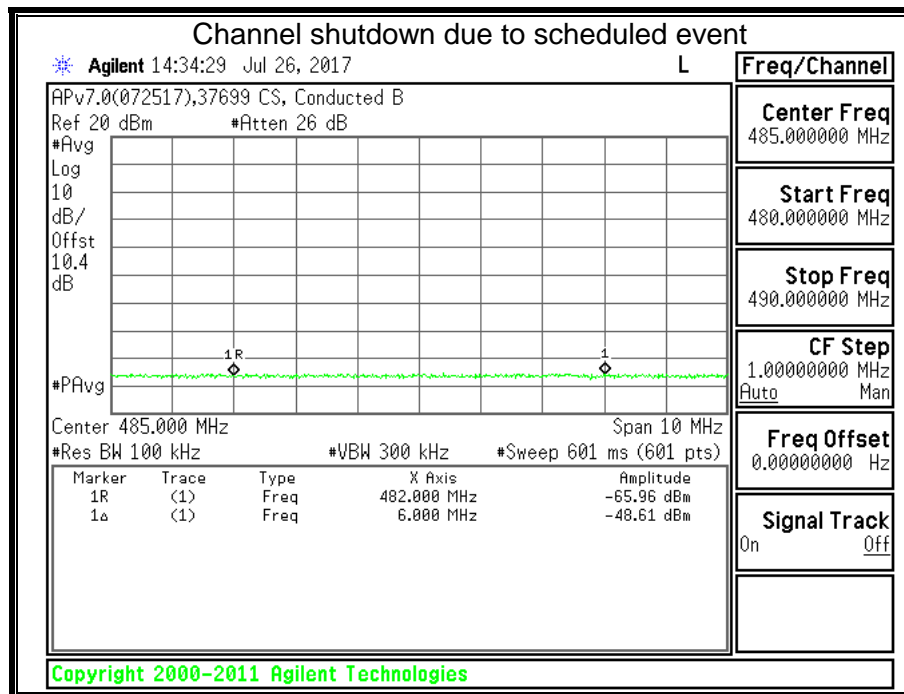 Channel shutdown due to scheduled event
Agilent 14:34:29 Jul 26, 2017 L
Freq/Channel
APv7.0(072517),37699 CS, Conducted B
Ref 20 dBm #Atten 26 dB
#Avg
Log
10
dB/
Offst
10.4
dB
1R 1
#PAvg
Center 485.000 MHz Span 10 MHz
#Res BW 100 kHz #VBW 300 kHz #Sweep 601 ms (601 pts)
Marker Trace Type X Axis Amplitude
1R (1) Freq 482.000 MHz -65.96 dBm
1Δ (1) Freq 6.000 MHz -48.61 dBm
Center Freq
485.000000 MHz
Start Freq
480.000000 MHz
Stop Freq
490.000000 MHz
CF Step
1.00000000 MHz
Auto Man
Freq Offset
0.00000000 Hz
Signal Track
On Off
Copyright 2000-2011 Agilent Technologies